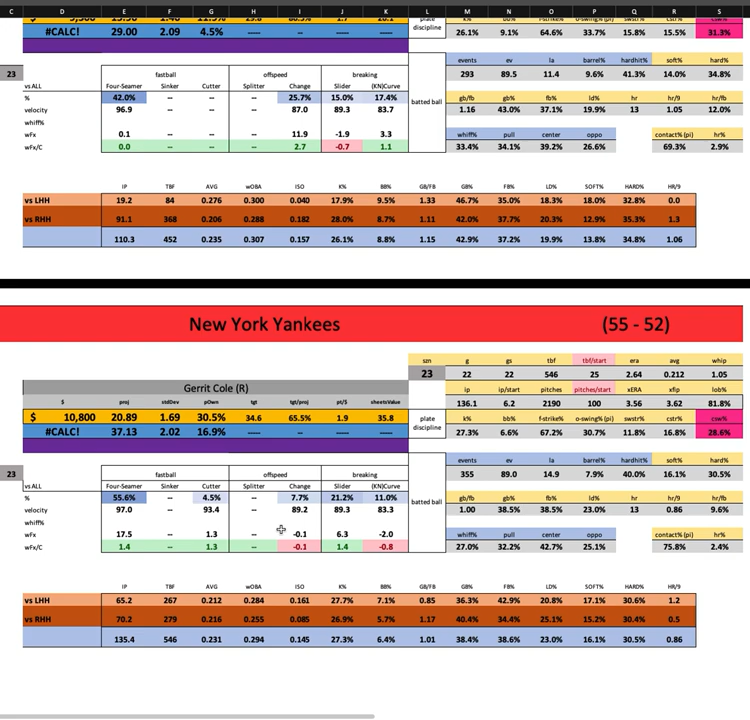 C D E F G H I J K L M N O P Q R S
plate discipline k% bb% f-strike% o-swing% (pi) swstr% cstr% csw%
#CALC! 29.00 2.09 4.5% ----- -- ----- -- 26.1% 9.1% 64.6% 33.7% 15.8% 15.5% 31.3%
events ev la barrel% hardhit% soft% hard%
23 fastball offspeed breaking 293 89.5 11.4 9.6% 41.3% 14.0% 34.8%
vs ALL Four-Seamer Sinker Cutter Splitter Change Slider (KN)Curve
% 42.0% -- -- -- 25.7% 15.0% 17.4% batted ball gb/fb gb% fb% ld% hr hr/9 hr/fb
velocity 96.9 -- -- -- 87.0 89.3 83.7 1.16 43.0% 37.1% 19.9% 13 1.05 12.0%
whiff%
wFx 0.1 11.9 -1.9 3.3 whiff% pull center oppo contact% (pi) hr%
wFx/C 0.0 -- -- -- 2.7 -0.7 1.1 33.4% 34.1% 39.2% 26.6% 69.3% 2.9%
IP TBF AVG wOBA ISO K% BB% GB/FB GB% FB% LD% SOFT% HARD% HR/9
vs LHH 19.2 84 0.276 0.300 0.040 17.9% 9.5% 1.33 46.7% 35.0% 18.3% 18.0% 32.8% 0.0
vs RHH 91.1 368 0.206 0.288 0.182 28.0% 8.7% 1.11 42.0% 37.7% 20.3% 12.9% 35.3% 1.3
110.3 452 0.235 0.307 0.157 26.1% 8.8% 1.15 42.9% 37.2% 19.9% 13.8% 34.8% 1.06
New York Yankees (55 - 52)
szn g gs tbf tbf/start era avg whip
23 22 22 546 25 2.64 0.212 1.05
Gerrit Cole (R) ip ip/start pitches pitches/start xERA xfip lob%
$ proj stdDev pOwn tgt tgt/proj pt/$ sheetsValue 136.1 6.2 2190 100 3.56 3.62 81.8%
$ 10,800 20.89 1.69 30.5% 34.6 65.5% 1.9 35.8 plate discipline k% bb% f-strike% o-swing% (pi) swstr% cstr% csw%
#CALC! 37.13 2.02 16.9% ----- -- ----- -- 27.3% 6.6% 67.2% 30.7% 11.8% 16.8% 28.6%
events ev la barrel% hardhit% soft% hard%
23 fastball offspeed breaking 355 89.0 14.9 7.9% 40.0% 16.1% 30.5%
vs ALL Four-Seamer Sinker Cutter Splitter Change Slider (KN)Curve
% 55.6% -- 4.5% -- 7.7% 21.2% 11.0% batted ball gb/fb gb% fb% ld% hr hr/9 hr/fb
velocity 97.0 -- 93.4 -- 89.2 89.3 83.3 1.00 38.5% 38.5% 23.0% 13 0.86 9.6%
whiff%
wFx 17.5 1.3 -0.1 6.3 -2.0 whiff% pull center oppo contact% (pi) hr%
wFx/C 1.4 -- 1.3 -- -0.1 1.4 -0.8 27.0% 32.2% 42.7% 25.1% 75.8% 2.4%
IP TBF AVG wOBA ISO K% BB% GB/FB GB% FB% LD% SOFT% HARD% HR/9
vs LHH 65.2 267 0.212 0.284 0.161 27.7% 7.1% 0.85 36.3% 42.9% 20.8% 17.1% 30.6% 1.2
vs RHH 70.2 279 0.216 0.255 0.085 26.9% 5.7% 1.17 40.4% 34.4% 25.1% 15.2% 30.4% 0.5
135.4 546 0.231 0.294 0.145 27.3% 6.4% 1.01 38.4% 38.6% 23.0% 16.1% 30.5% 0.86